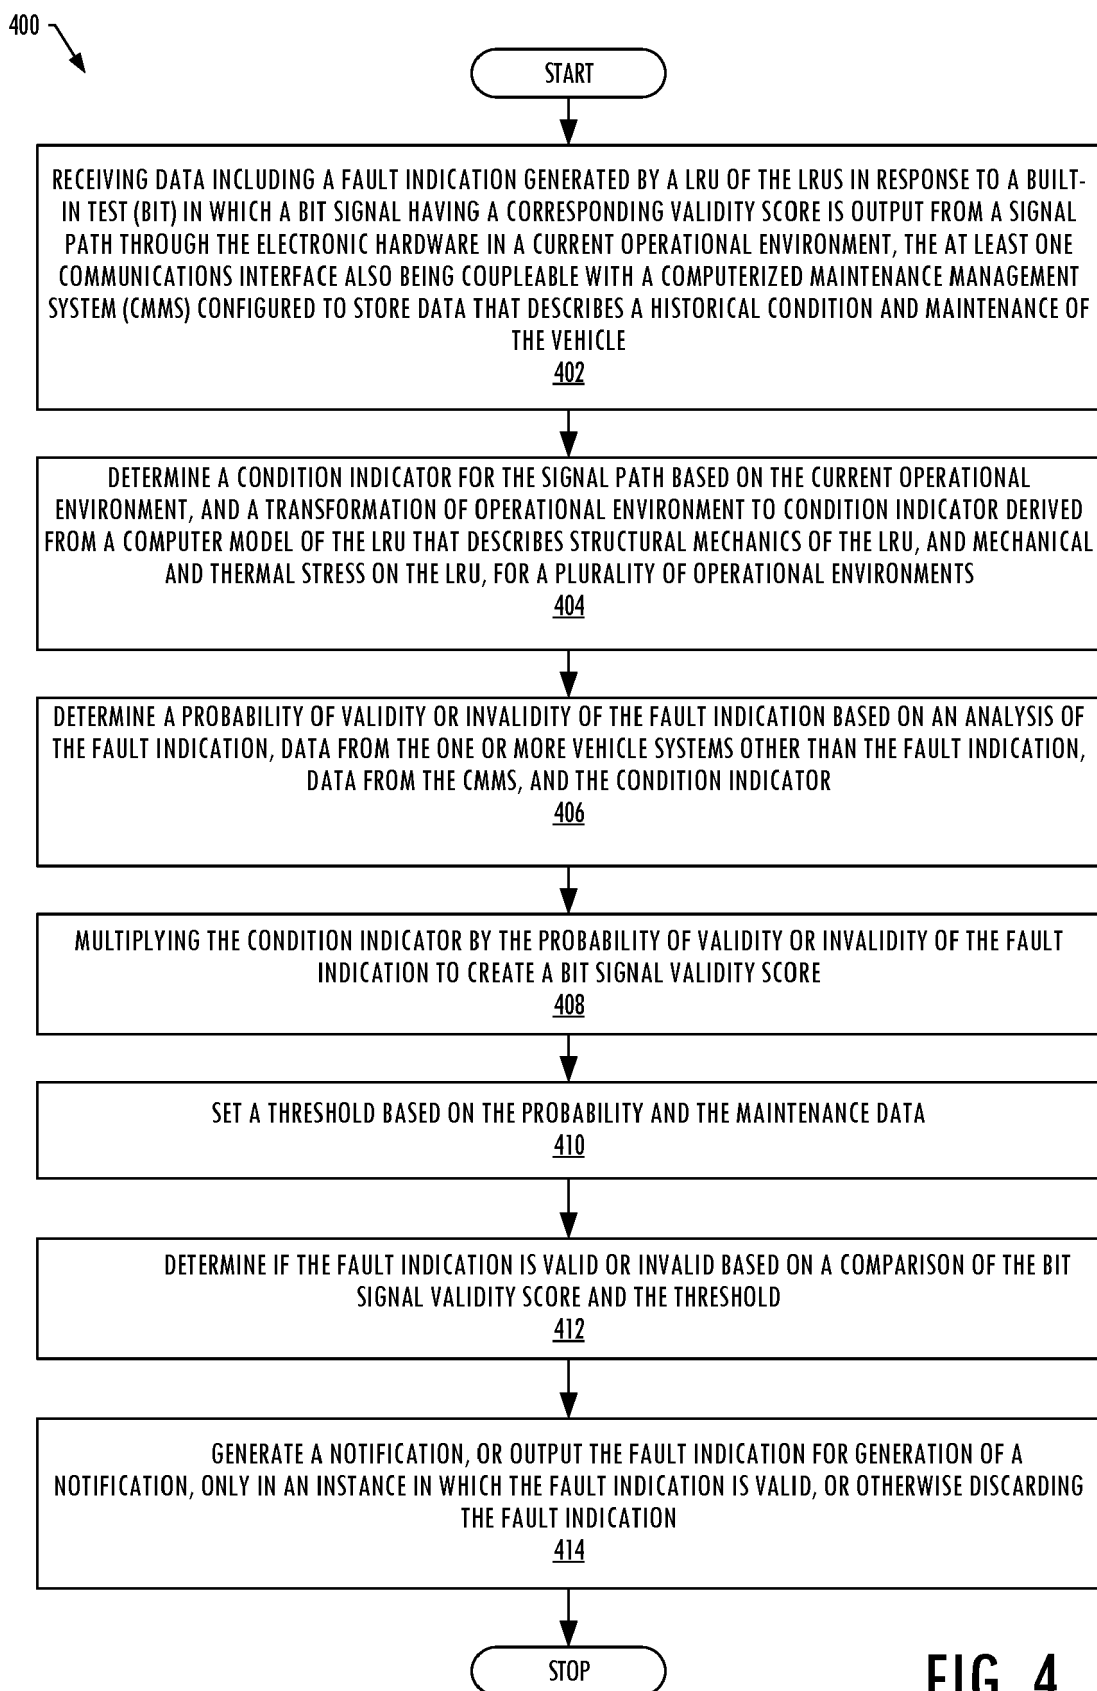 400
START
RECEIVING DATA INCLUDING A FAULT INDICATION GENERATED BY A LRU OF THE LRUS IN RESPONSE TO A BUILT-
IN TEST (BIT) IN WHICH A BIT SIGNAL HAVING A CORRESPONDING VALIDITY SCORE IS OUTPUT FROM A SIGNAL
PATH THROUGH THE ELECTRONIC HARDWARE IN A CURRENT OPERATIONAL ENVIRONMENT, THE AT LEAST ONE
COMMUNICATIONS INTERFACE ALSO BEING COUPLEABLE WITH A COMPUTERIZED MAINTENANCE MANAGEMENT
SYSTEM (CMMS) CONFIGURED TO STORE DATA THAT DESCRIBES A HISTORICAL CONDITION AND MAINTENANCE OF
THE VEHICLE
402
DETERMINE A CONDITION INDICATOR FOR THE SIGNAL PATH BASED ON THE CURRENT OPERATIONAL
ENVIRONMENT, AND A TRANSFORMATION OF OPERATIONAL ENVIRONMENT TO CONDITION INDICATOR DERIVED
FROM A COMPUTER MODEL OF THE LRU THAT DESCRIBES STRUCTURAL MECHANICS OF THE LRU, AND MECHANICAL
AND THERMAL STRESS ON THE LRU, FOR A PLURALITY OF OPERATIONAL ENVIRONMENTS
404
DETERMINE A PROBABILITY OF VALIDITY OR INVALIDITY OF THE FAULT INDICATION BASED ON AN ANALYSIS OF
THE FAULT INDICATION, DATA FROM THE ONE OR MORE VEHICLE SYSTEMS OTHER THAN THE FAULT INDICATION,
DATA FROM THE CMMS, AND THE CONDITION INDICATOR
406
MULTIPLYING THE CONDITION INDICATOR BY THE PROBABILITY OF VALIDITY OR INVALIDITY OF THE FAULT
INDICATION TO CREATE A BIT SIGNAL VALIDITY SCORE
408
SET A THRESHOLD BASED ON THE PROBABILITY AND THE MAINTENANCE DATA
410
DETERMINE IF THE FAULT INDICATION IS VALID OR INVALID BASED ON A COMPARISON OF THE BIT
SIGNAL VALIDITY SCORE AND THE THRESHOLD
412
GENERATE A NOTIFICATION, OR OUTPUT THE FAULT INDICATION FOR GENERATION OF A
NOTIFICATION, ONLY IN AN INSTANCE IN WHICH THE FAULT INDICATION IS VALID, OR OTHERWISE DISCARDING
THE FAULT INDICATION
414
STOP
FIG. 4